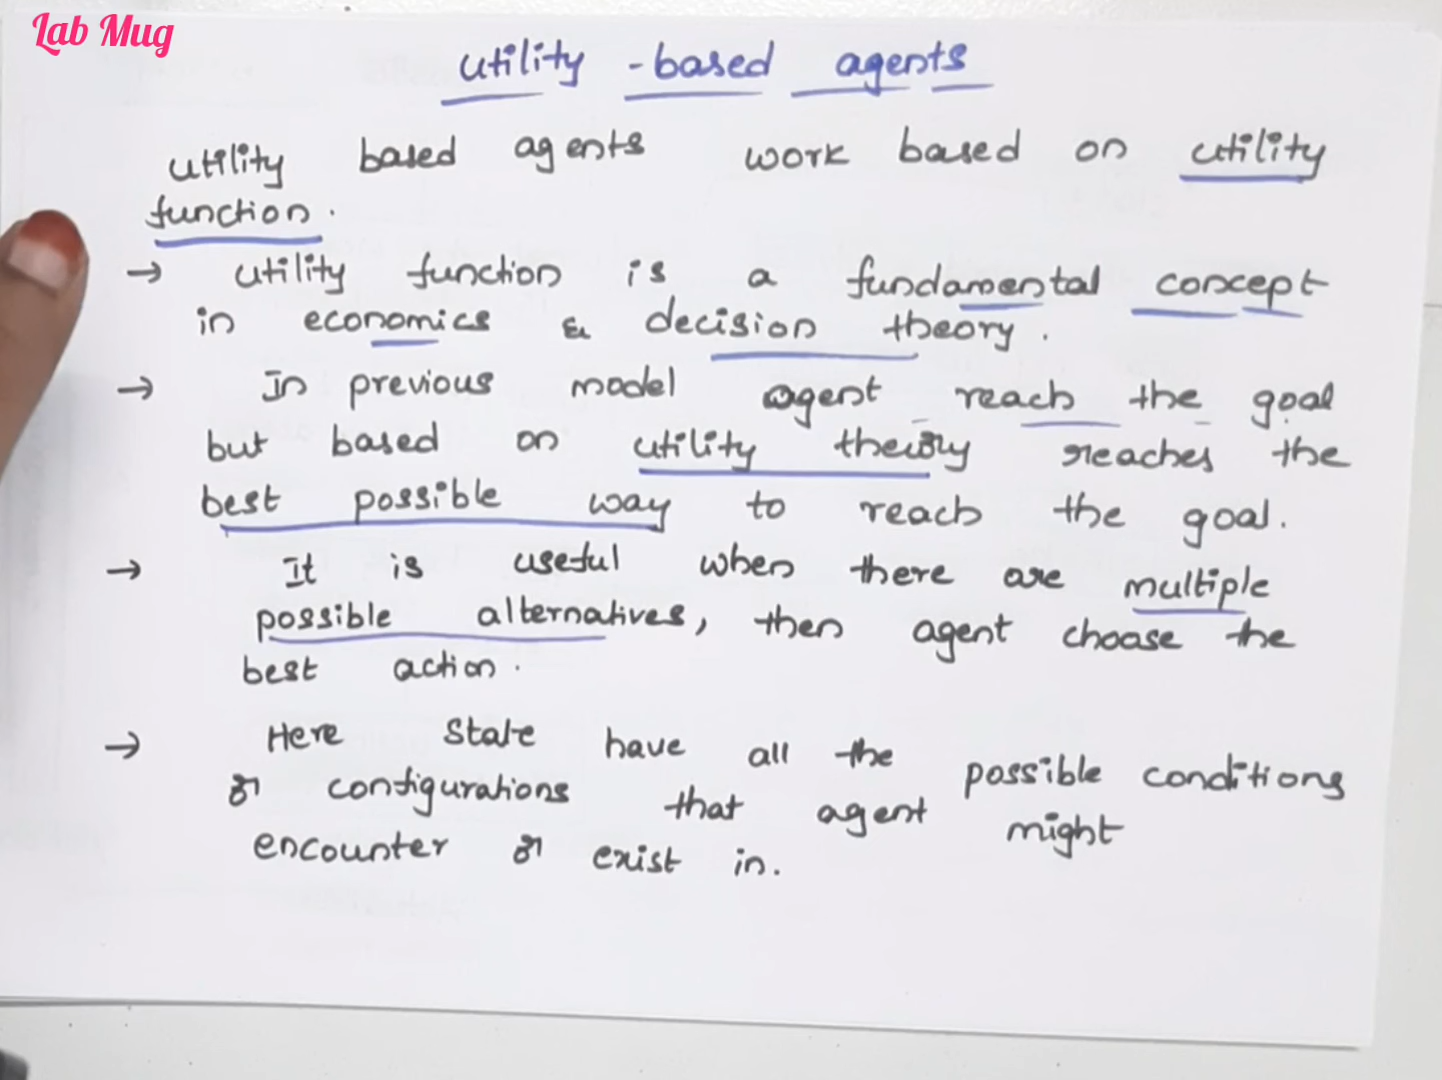 Lab Mug
utility -based agents
utility based agents work based on utility
function.
→ utility function is a fundamental concept
in economics & decision theory.
→ In previous model agent reach the goal
but based on utility theory reaches the
best possible way to reach the goal.
→ It is useful when there are multiple
possible alternatives, then agent choase the
best action.
→ Here State have all the possible conditions
or configurations that agent might
encounter or exist in.